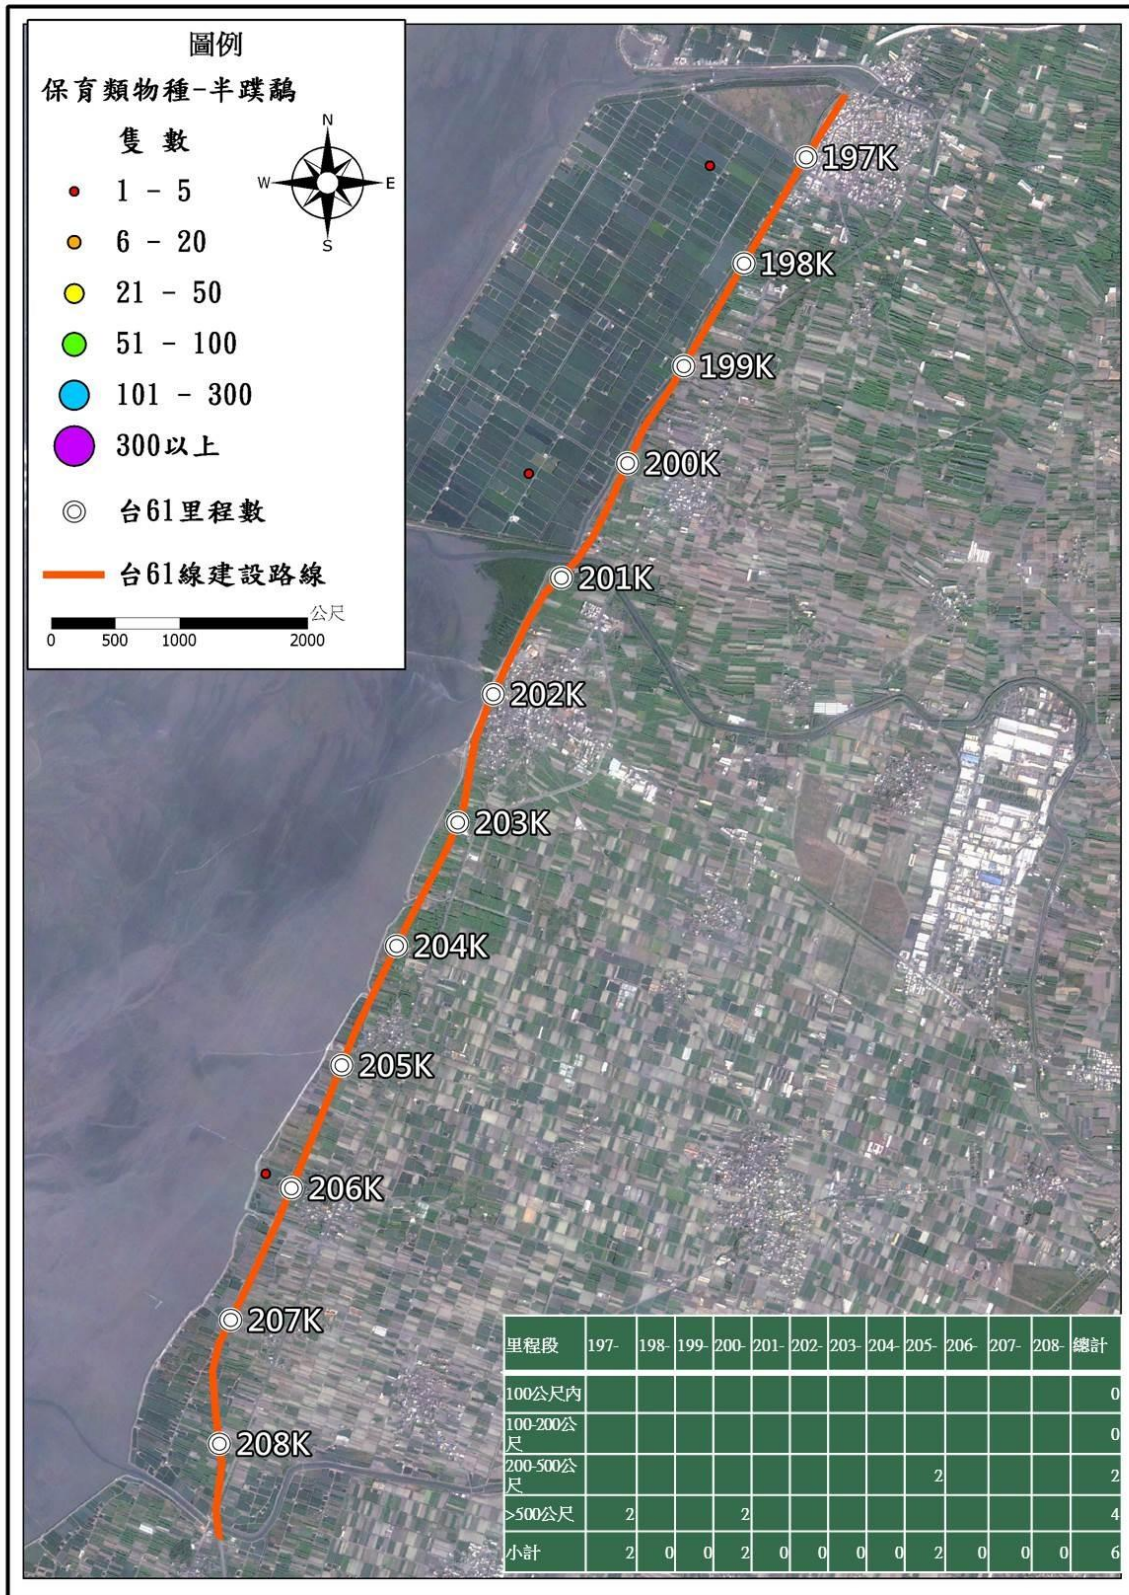 圖例
保育類物種-半蹼鷸
隻 數
N
W E
S
1 - 5
6 - 20
21 - 50
51 - 100
101 - 300
300以上
台61里程數
台61線建設路線
公尺
0 500 1000 2000
197K
198K
199K
200K
201K
202K
203K
204K
205K
206K
207K
208K
里程段 197- 198- 199- 200- 201- 202- 203- 204- 205- 206- 207- 208- 總計
100公尺內 0
100-200公尺 0
200-500公尺 2 2
>500公尺 2 2 4
小計 2 0 0 2 0 0 0 0 2 0 0 0 6